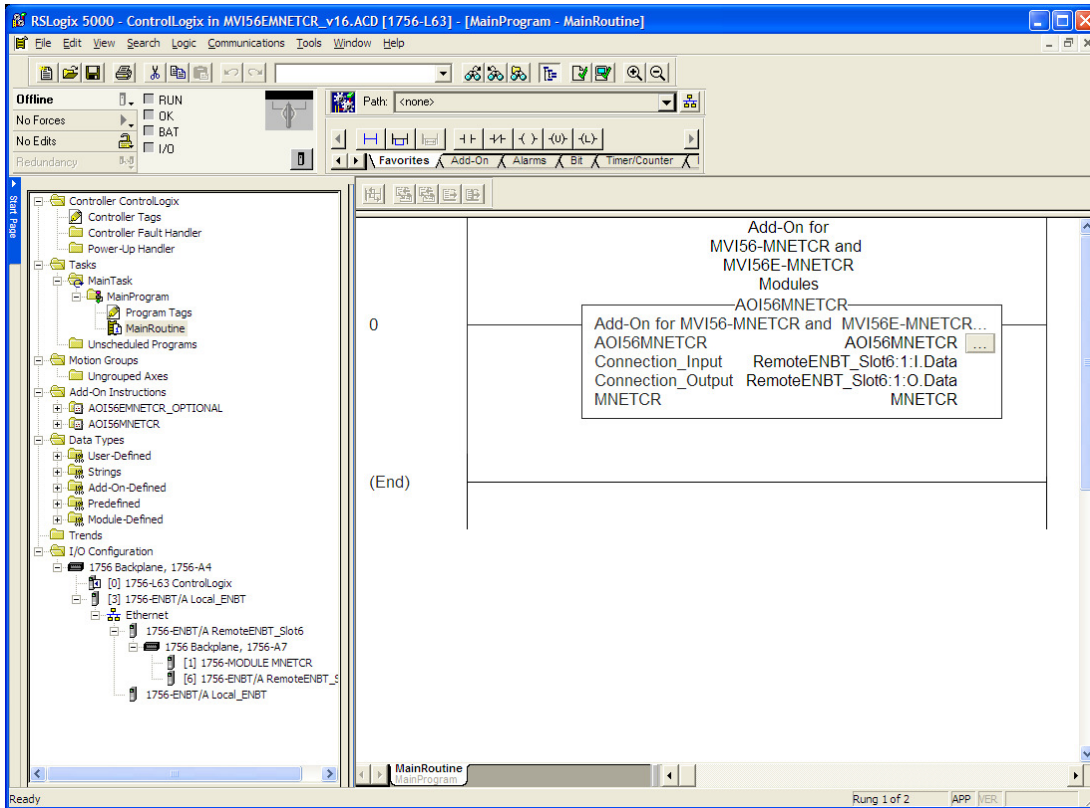 RSLogix 5000 - ControlLogix in MVI56EMNETCR_v16.ACD [1756-L63] - [MainProgram - MainRoutine]
File Edit View Search Logic Communications Tools Window Help
Offline
RUN
No Forces
OK
No Edits
BAT
Redundancy
I/O
Path: <none>
Favorites Add-On Alarms Bit Timer/Counter
Start Page
Controller ControlLogix
Controller Tags
Controller Fault Handler
Power-Up Handler
Tasks
MainTask
MainProgram
Program Tags
MainRoutine
Unscheduled Programs
Motion Groups
Ungrouped Axes
Add-On Instructions
AOI56EMNETCR_OPTIONAL
AOI56MNETCR
Data Types
User-Defined
Strings
Add-On-Defined
Predefined
Module-Defined
Trends
I/O Configuration
1756 Backplane, 1756-A4
[0] 1756-L63 ControlLogix
[3] 1756-ENBT/A Local_ENBT
Ethernet
1756-ENBT/A RemoteENBT_Slot6
1756 Backplane, 1756-A7
[1] 1756-MODULE MNETCR
[6] 1756-ENBT/A RemoteENBT_S
1756-ENBT/A Local_ENBT
Add-On for
MVI56-MNETCR and
MVI56E-MNETCR
Modules
AOI56MNETCR
0
Add-On for MVI56-MNETCR and MVI56E-MNETCR...
AOI56MNETCR AOI56MNETCR ...
Connection_Input RemoteENBT_Slot6:1:I.Data
Connection_Output RemoteENBT_Slot6:1:O.Data
MNETCR MNETCR
(End)
MainRoutine
MainProgram
Ready
Rung 1 of 2 APP VER